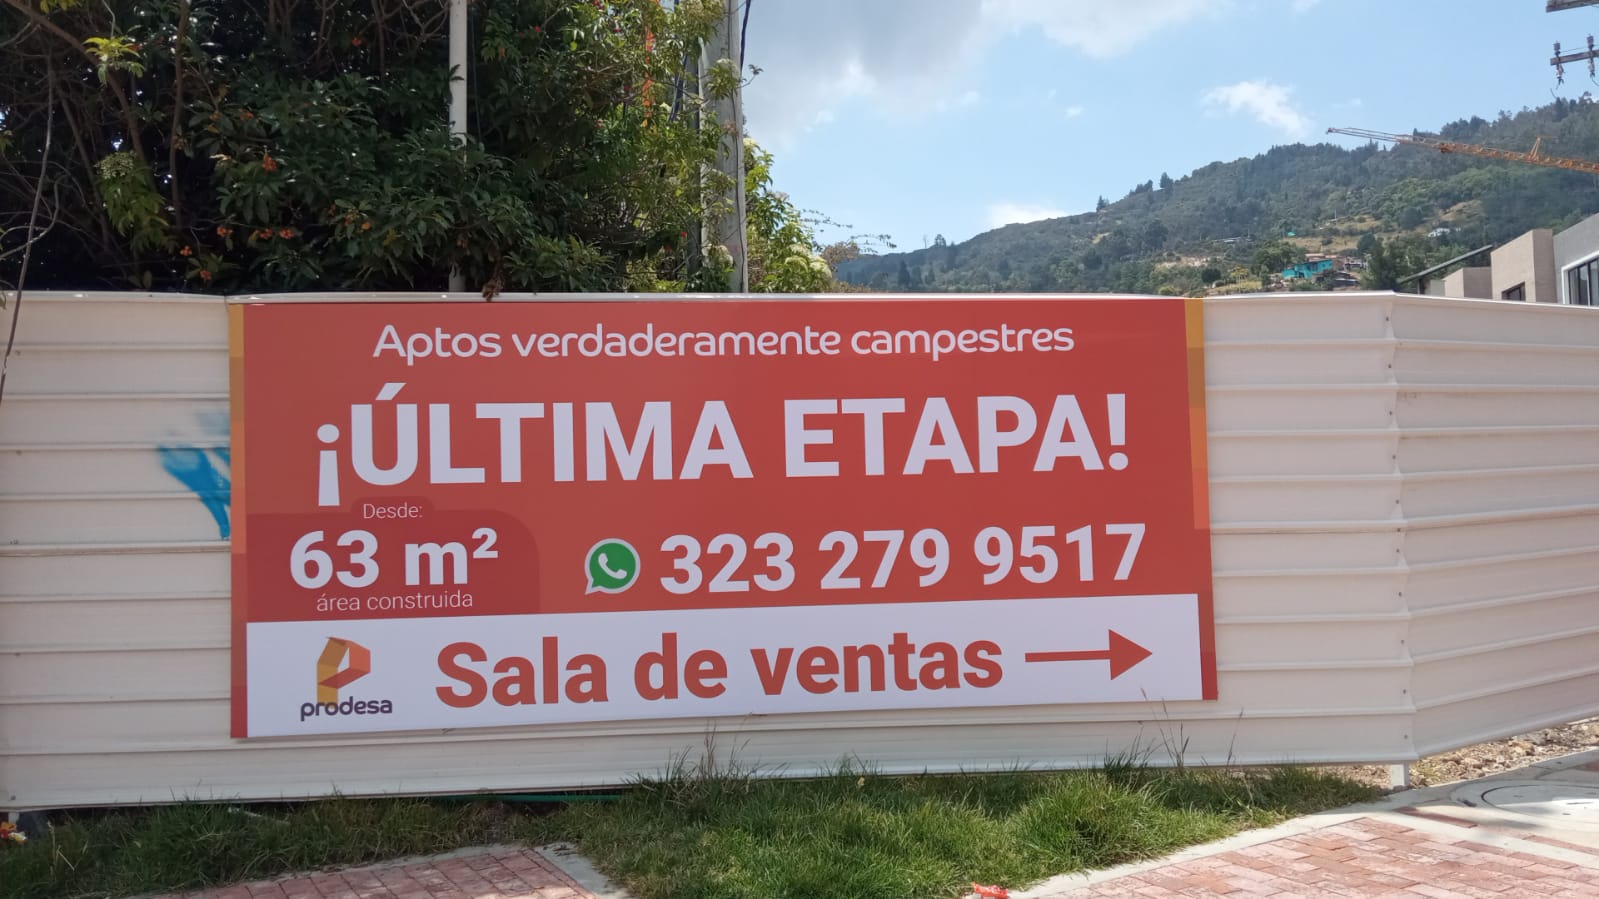 Aptos verdaderamente campestres
¡ÚLTIMA ETAPA!
Desde:
63 m²
área construida
323 279 9517
prodesa
Sala de ventas